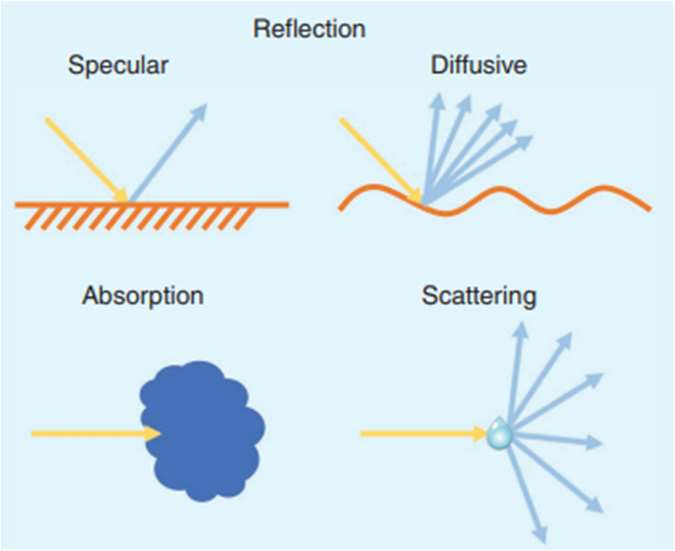 Reflection
Specular
Diffusive
Absorption
Scattering